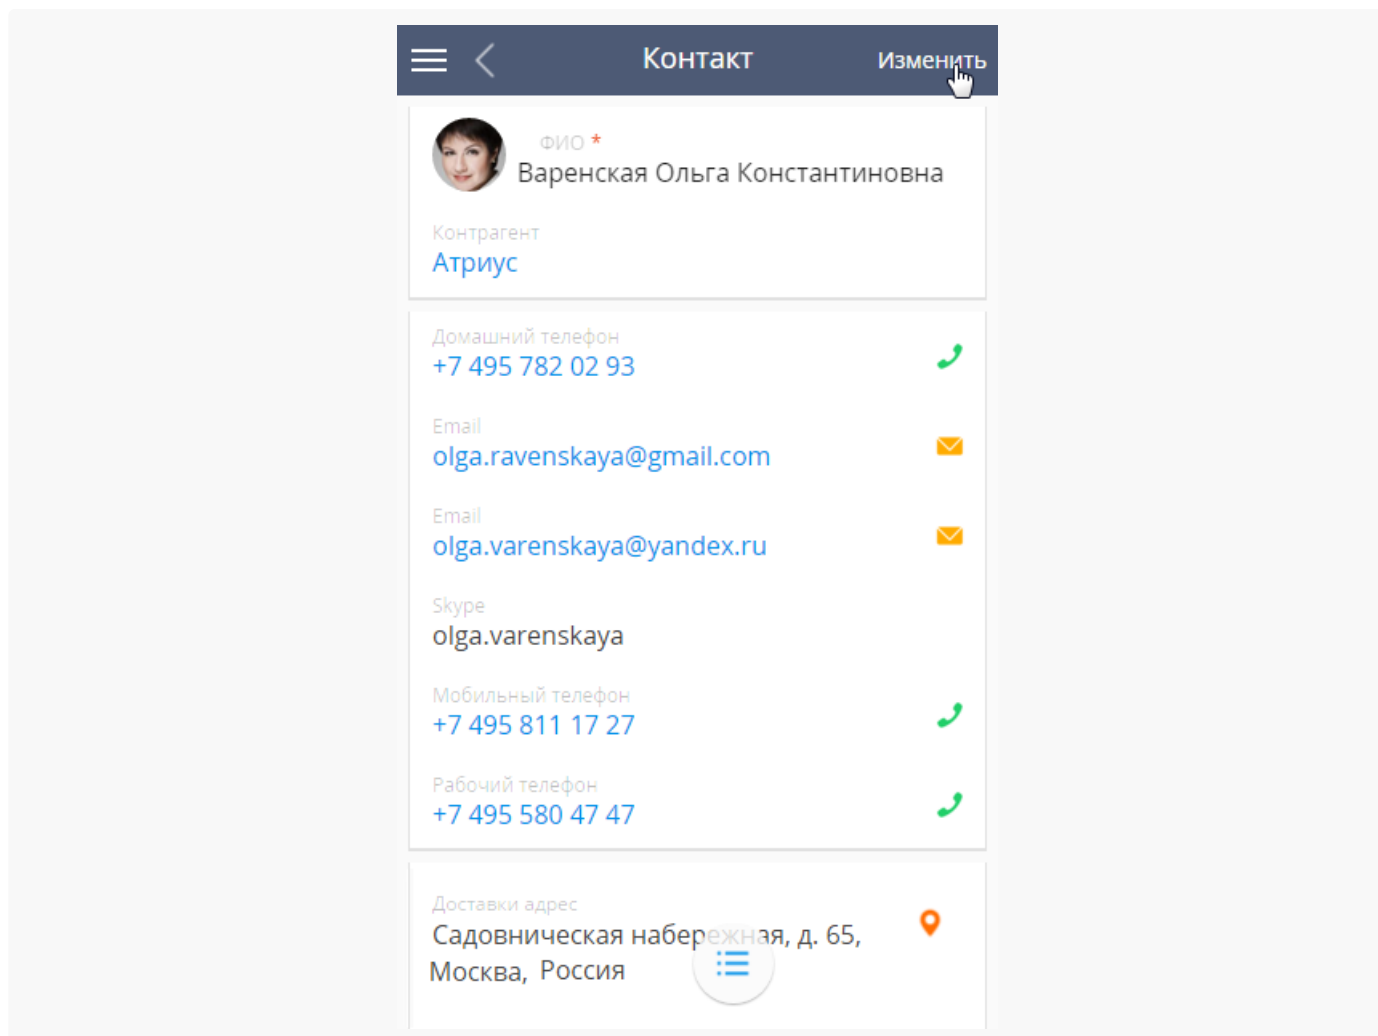 Контакт
Изменить
ФИО *
Варенская Ольга Константиновна
Контрагент
Атриус
Домашний телефон
+7 495 782 02 93
Email
olga.ravenskaya@gmail.com
Email
olga.varenskaya@yandex.ru
Skype
olga.varenskaya
Мобильный телефон
+7 495 811 17 27
Рабочий телефон
+7 495 580 47 47
Доставки адрес
Садовническая набережная, д. 65,
Москва, Россия